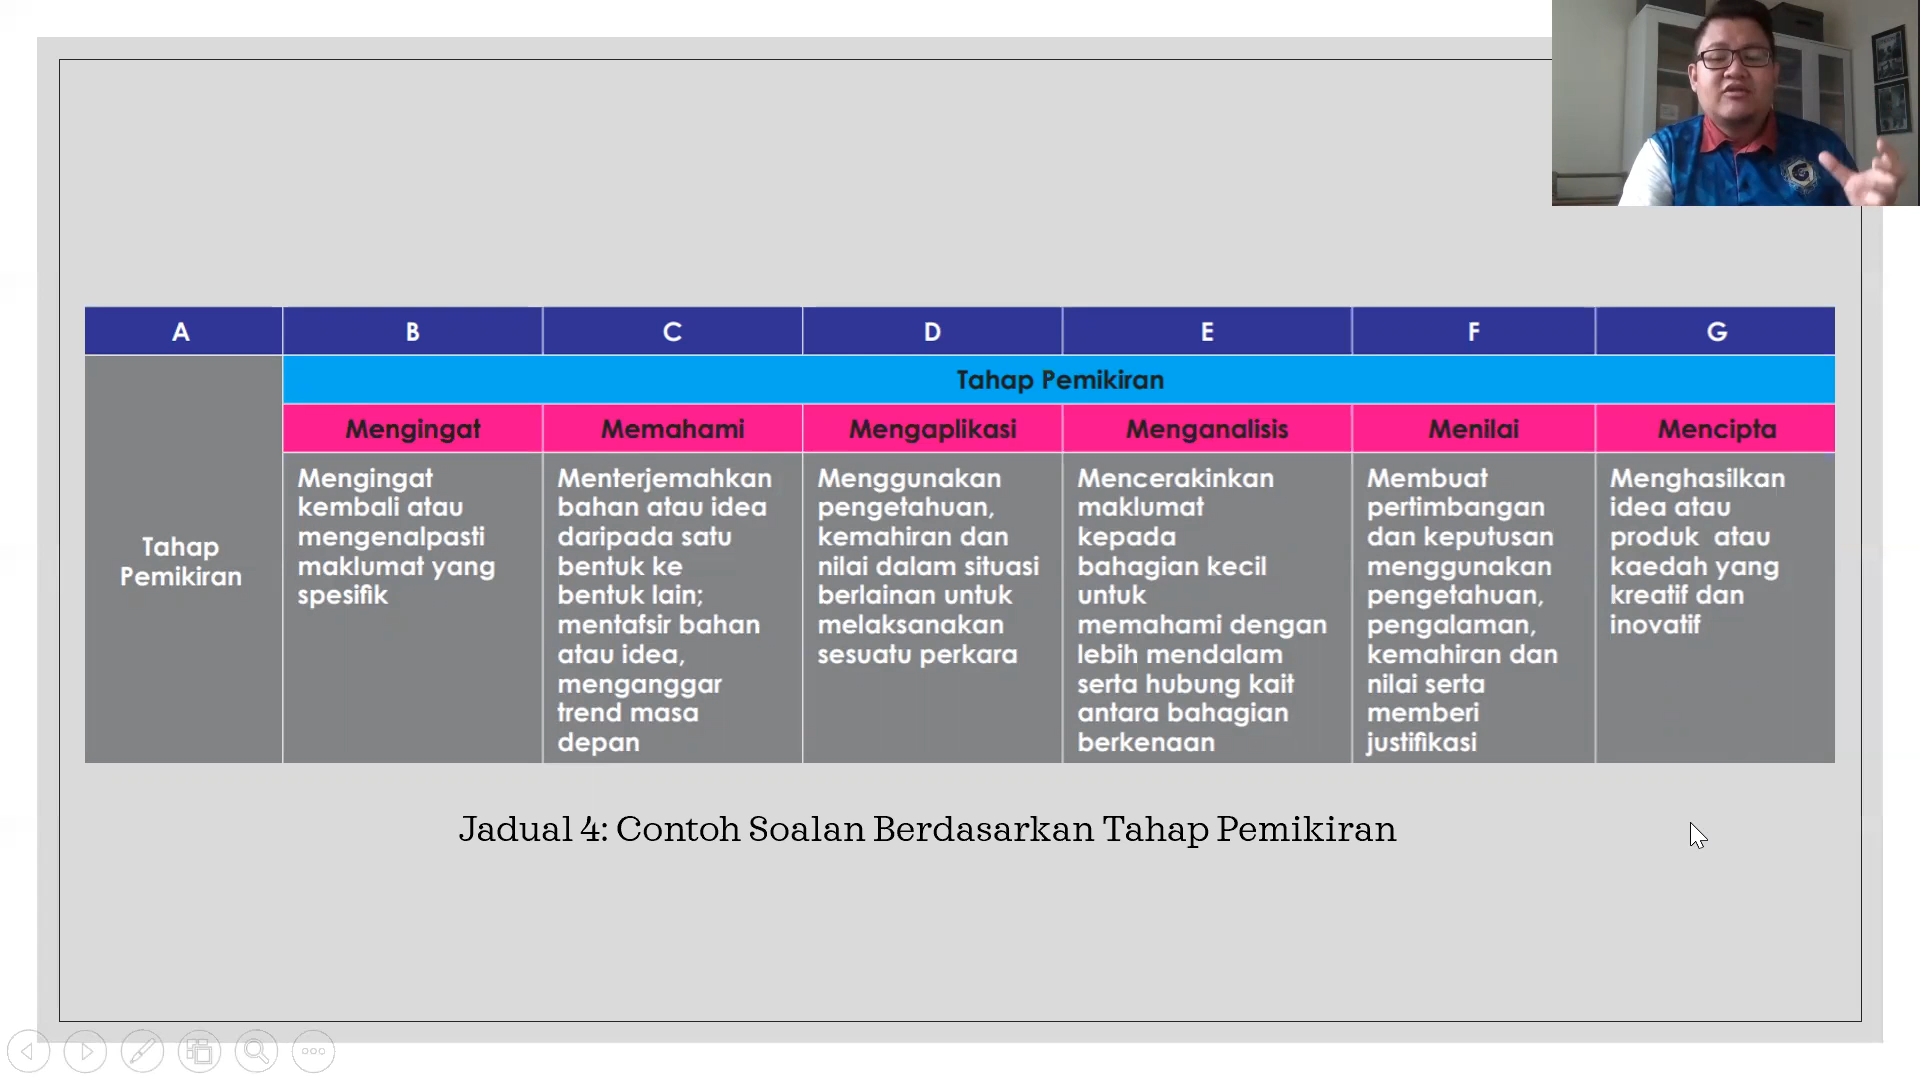 A B C D E F G
Tahap Pemikiran
Mengingat Memahami Mengaplikasi Menganalisis Menilai Mencipta
Tahap
Pemikiran
Mengingat
kembali atau
mengenalpasti
maklumat yang
spesifik
Menterjemahkan
bahan atau idea
daripada satu
bentuk ke
bentuk lain;
mentafsir bahan
atau idea,
menganggar
trend masa
depan
Menggunakan
pengetahuan,
kemahiran dan
nilai dalam situasi
berlainan untuk
melaksanakan
sesuatu perkara
Mencerakinkan
maklumat
kepada
bahagian kecil
untuk
memahami dengan
lebih mendalam
serta hubung kait
antara bahagian
berkenaan
Membuat
pertimbangan
dan keputusan
menggunakan
pengetahuan,
pengalaman,
kemahiran dan
nilai serta
memberi
justifikasi
Menghasilkan
idea atau
produk atau
kaedah yang
kreatif dan
inovatif
Jadual 4: Contoh Soalan Berdasarkan Tahap Pemikiran